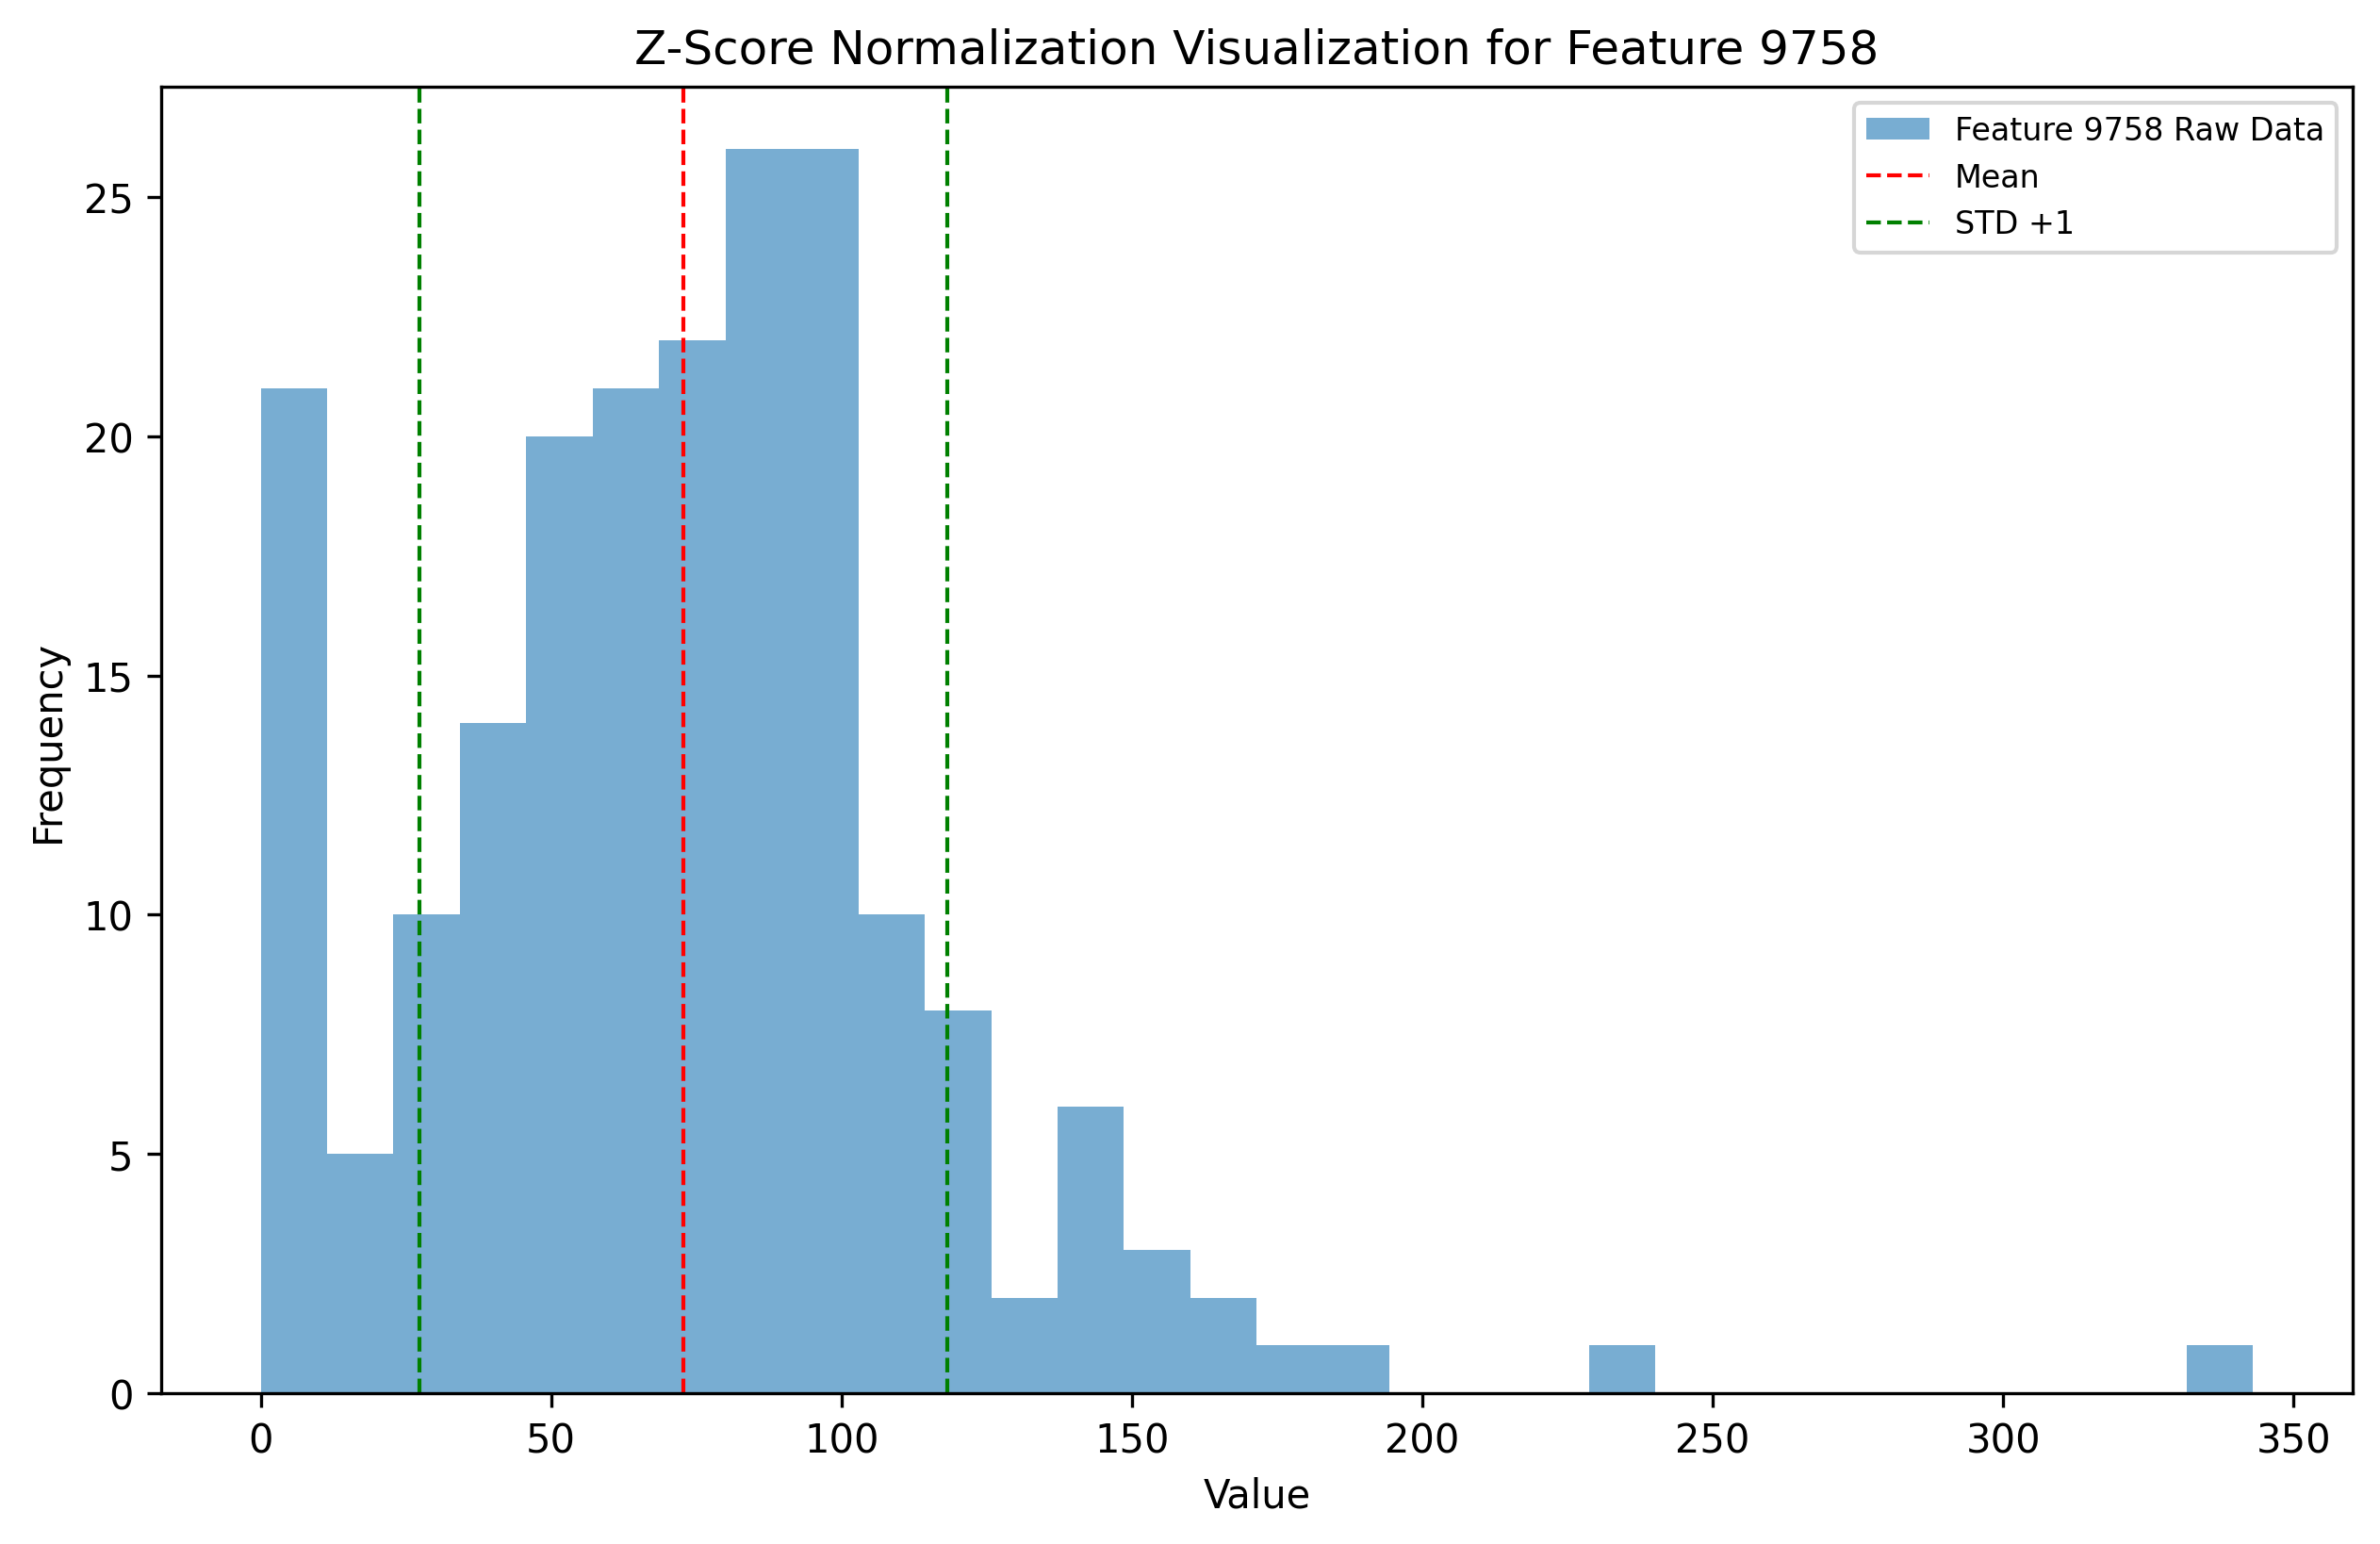 Z-Score Normalization Visualization for Feature 9758
Feature 9758 Raw Data
Mean
STD +1
25
20
15
10
5
0
Frequency
0 50 100 150 200 250 300 350
Value